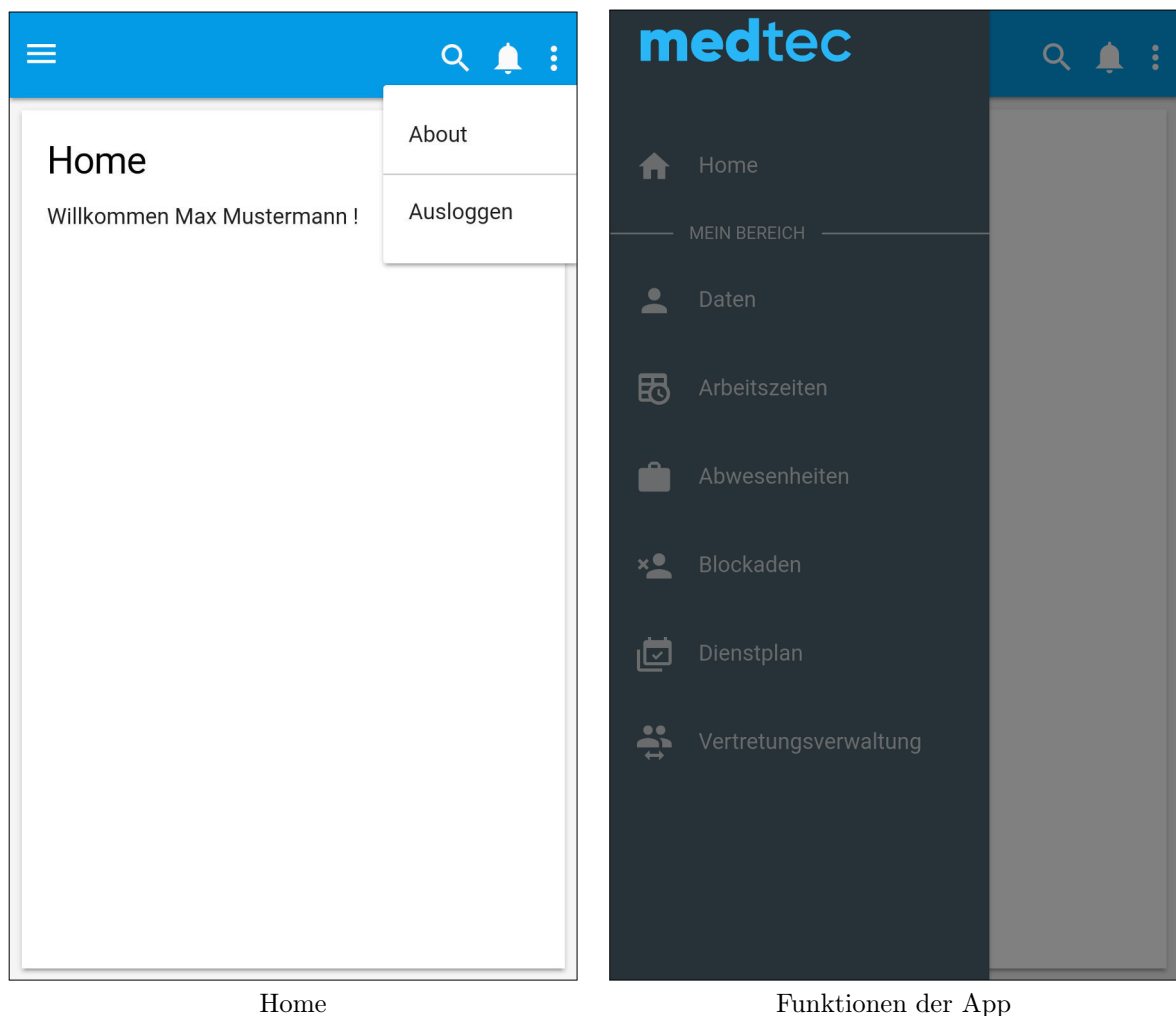 About
Home
Ausloggen
Willkommen Max Mustermann !
medtec
Home
MEIN BEREICH
Daten
Arbeitszeiten
Abwesenheiten
Blockaden
Dienstplan
Vertretungsverwaltung
Home
Funktionen der App